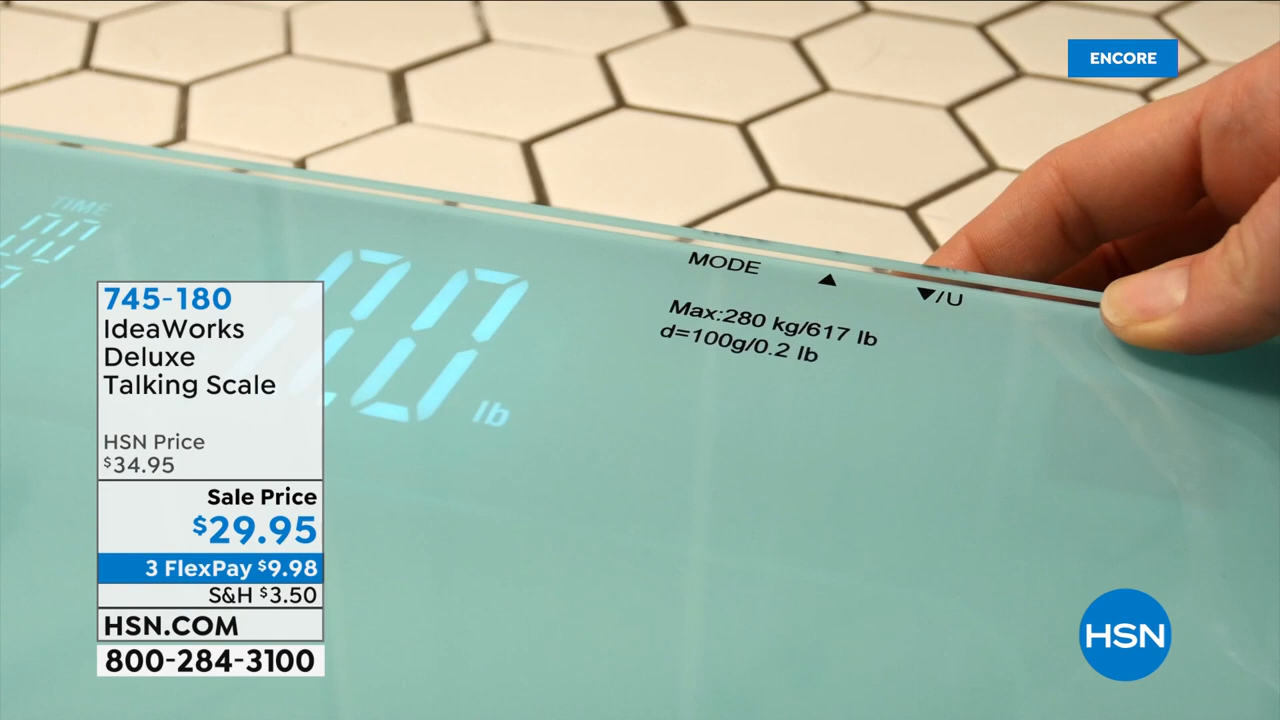 ENCORE
TIME
0.0
lb
MODE ▲ ▼/U
Max:280 kg/617 lb
d=100g/0.2 lb
745-180
IdeaWorks
Deluxe
Talking Scale
HSN Price
$34.95
Sale Price
$29.95
3 FlexPay $9.98
S&H $3.50
HSN.COM
800-284-3100
HSN